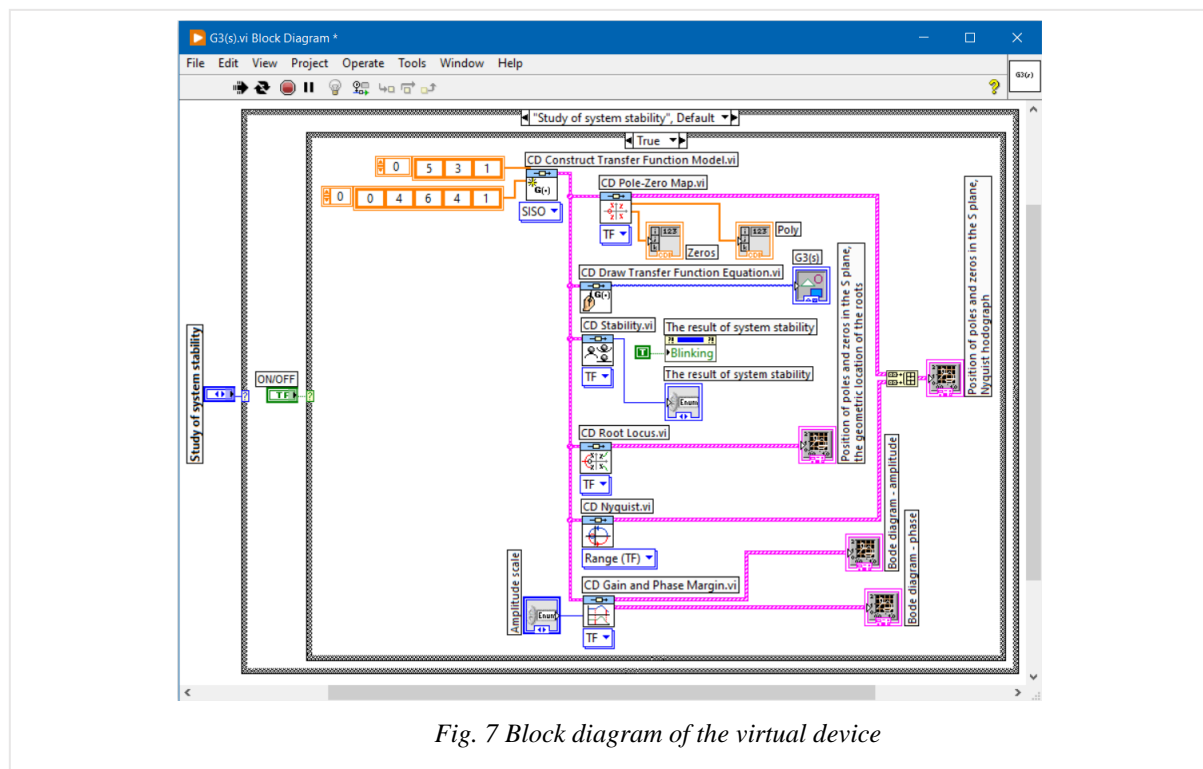 G3(s).vi Block Diagram *
File Edit View Project Operate Tools Window Help
G3(s)
"Study of system stability", Default
True
0 5 3 1
CD Construct Transfer Function Model.vi
0 0 4 6 4 1
G(•)
SISO
CD Pole-Zero Map.vi
TF
Zeros
Poly
CD Draw Transfer Function Equation.vi
G(•)
G3(s)
CD Stability.vi
TF
The result of system stability
T
Blinking
The result of system stability
Enum
Study of system stability
ON/OFF
TF
CD Root Locus.vi
TF
Position of poles and zeros in the S plane,
the geometric location of the roots
Position of poles and zeros in the S plane,
Nyquist hodograph
CD Nyquist.vi
Range (TF)
Bode diagram - amplitude
Amplitude scale
Enum
CD Gain and Phase Margin.vi
TF
Bode diagram - phase
Fig. 7 Block diagram of the virtual device